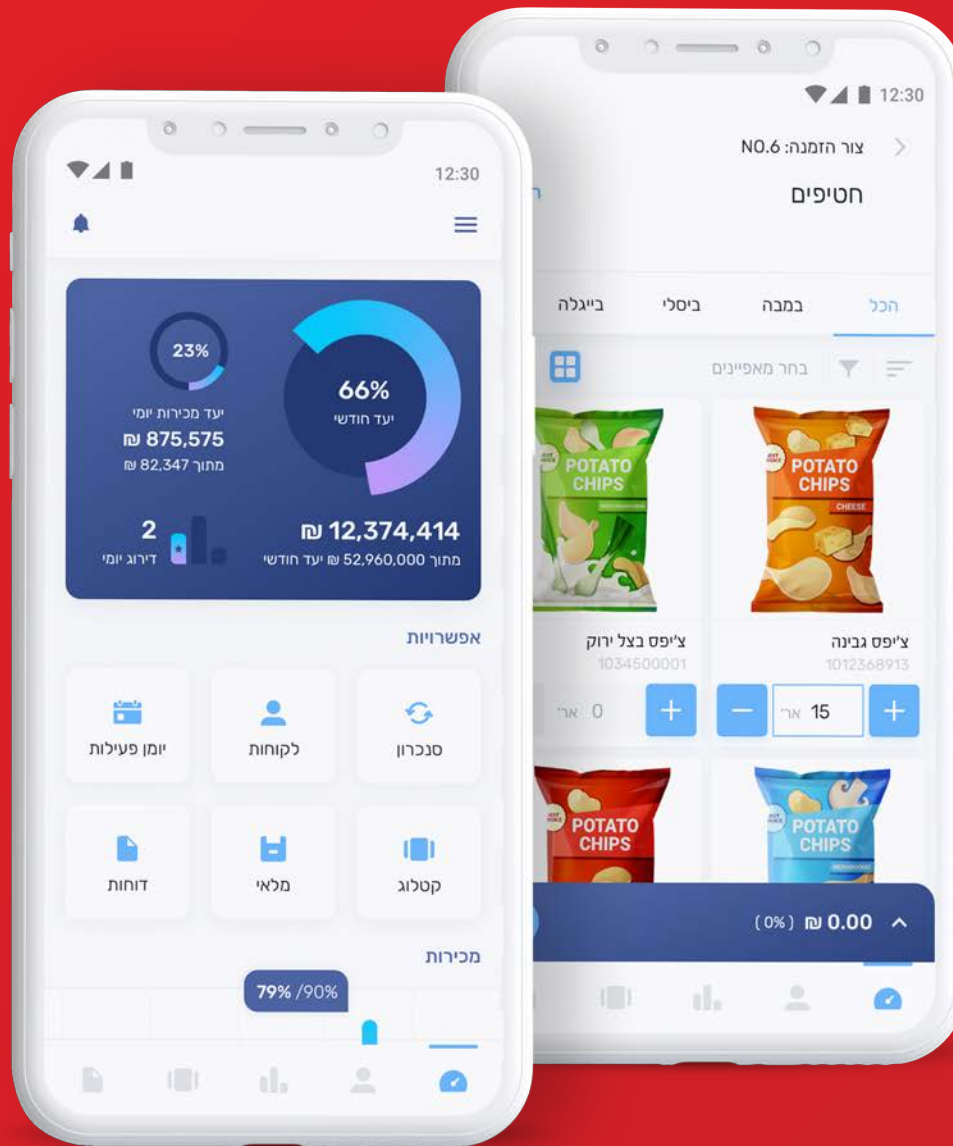 12:30
66%
יעד חודשי
12,374,414 ₪
מתוך 52,960,000 ₪ יעד חודשי
23%
יעד מכירות יומי
875,575 ₪
מתוך 82,347 ₪
2
דירוג יומי
אפשרויות
סנכרון
לקוחות
יומן פעילות
קטלוג
מלאי
דוחות
מכירות
79% /90%
12:30
צור הזמנה: NO.6
חטיפים
הכל
במבה
ביסלי
בייגלה
בחר מאפיינים
POTATO
CHIPS
CHEESE
צ'יפס גבינה
1012368913
15 אר'
POTATO
CHIPS
צ'יפס בצל ירוק
1034500001
0 אר'
POTATO
CHIPS
POTATO
CHIPS
0.00 ₪ (0%)